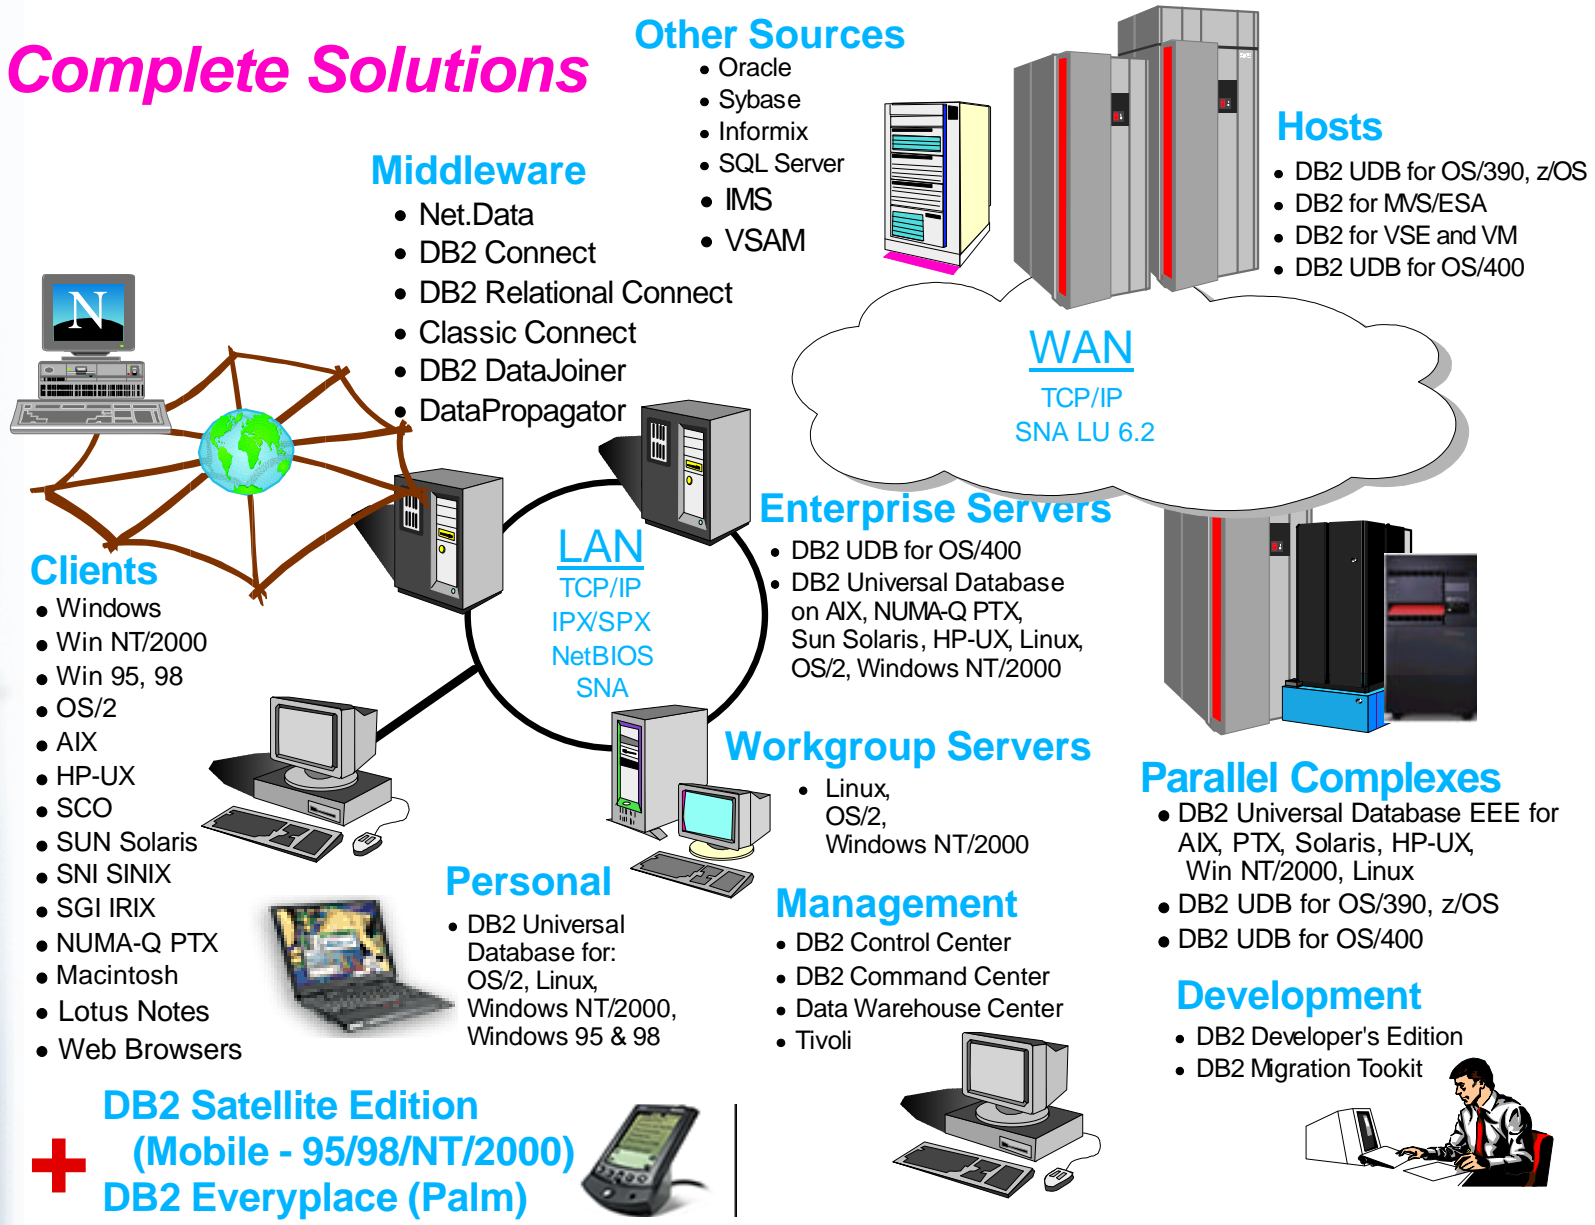 Complete Solutions
Other Sources
• Oracle
• Sybase
• Informix
• SQL Server
• IMS
• VSAM
Hosts
• DB2 UDB for OS/390, z/OS
• DB2 for MVS/ESA
• DB2 for VSE and VM
• DB2 UDB for OS/400
Middleware
• Net.Data
• DB2 Connect
• DB2 Relational Connect
• Classic Connect
• DB2 DataJoiner
• DataPropagator
N
WAN
TCP/IP
SNA LU 6.2
LAN
TCP/IP
IPX/SPX
NetBIOS
SNA
Enterprise Servers
• DB2 UDB for OS/400
• DB2 Universal Database
on AIX, NUMA-Q PTX,
Sun Solaris, HP-UX, Linux,
OS/2, Windows NT/2000
Clients
• Windows
• Win NT/2000
• Win 95, 98
• OS/2
• AIX
• HP-UX
• SCO
• SUN Solaris
• SNI SINIX
• SGI IRIX
• NUMA-Q PTX
• Macintosh
• Lotus Notes
• Web Browsers
Workgroup Servers
• Linux,
OS/2,
Windows NT/2000
Parallel Complexes
• DB2 Universal Database EEE for
AIX, PTX, Solaris, HP-UX,
Win NT/2000, Linux
• DB2 UDB for OS/390, z/OS
• DB2 UDB for OS/400
Personal
• DB2 Universal
Database for:
OS/2, Linux,
Windows NT/2000,
Windows 95 & 98
Management
• DB2 Control Center
• DB2 Command Center
• Data Warehouse Center
• Tivoli
Development
• DB2 Developer's Edition
• DB2 Migration Tookit
+
DB2 Satellite Edition
(Mobile - 95/98/NT/2000)
DB2 Everyplace (Palm)